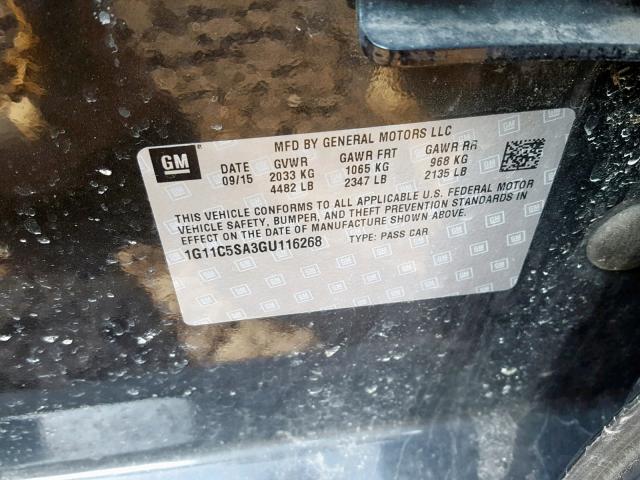 MFD BY GENERAL MOTORS LLC
GM
DATE GVWR GAWR FRT GAWR RR
09/15 2033 KG 1065 KG 968 KG
4482 LB 2347 LB 2135 LB
THIS VEHICLE CONFORMS TO ALL APPLICABLE U.S. FEDERAL MOTOR
VEHICLE SAFETY, BUMPER, AND THEFT PREVENTION STANDARDS IN
EFFECT ON THE DATE OF MANUFACTURE SHOWN ABOVE.
1G11C5SA3GU116268 TYPE: PASS CAR